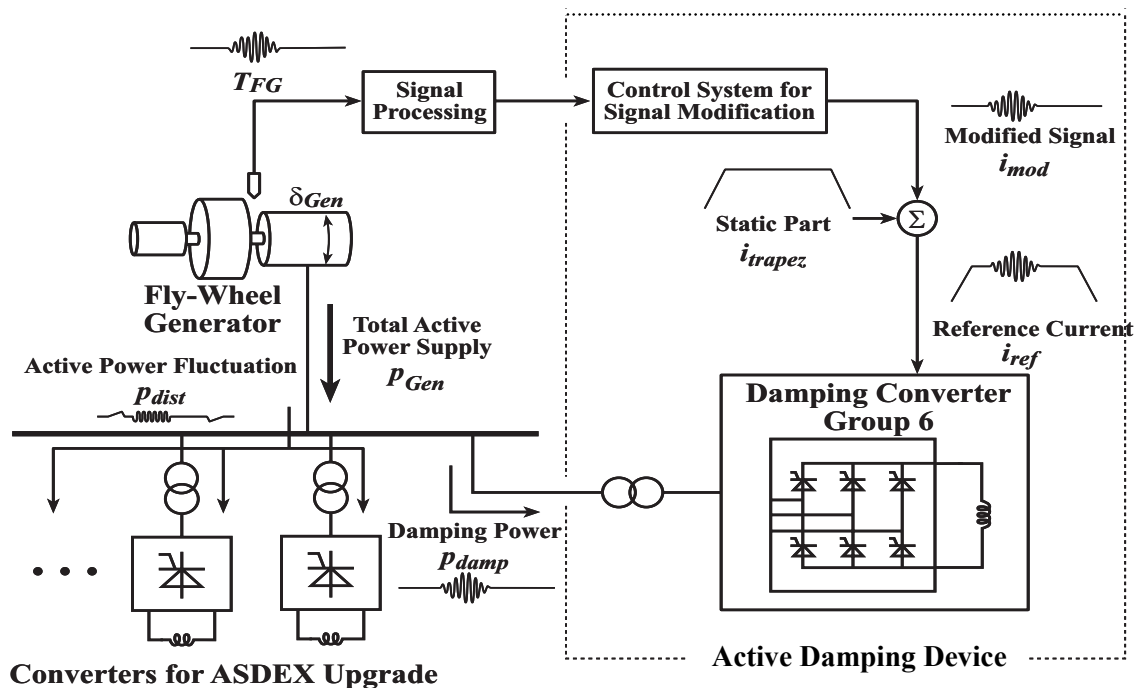 T_FG
Signal
Processing
Control System for
Signal Modification
Modified Signal
i_mod
δ_Gen
Static Part
i_trapez
Σ
Fly-Wheel
Generator
Total Active
Power Supply
p_Gen
Reference Current
i_ref
Active Power Fluctuation
p_dist
Damping Converter
Group 6
Damping Power
p_damp
Converters for ASDEX Upgrade
Active Damping Device